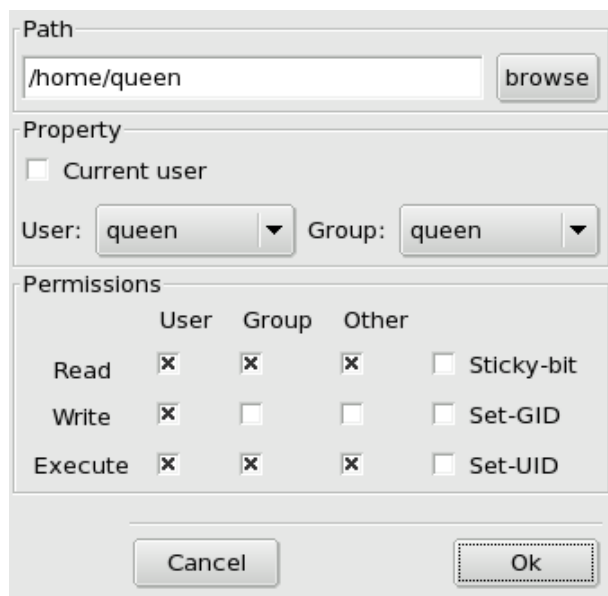 Path
/home/queen browse
Property
Current user
User: queen Group: queen
Permissions
User Group Other
Read Sticky-bit
Write Set-GID
Execute Set-UID
Cancel Ok